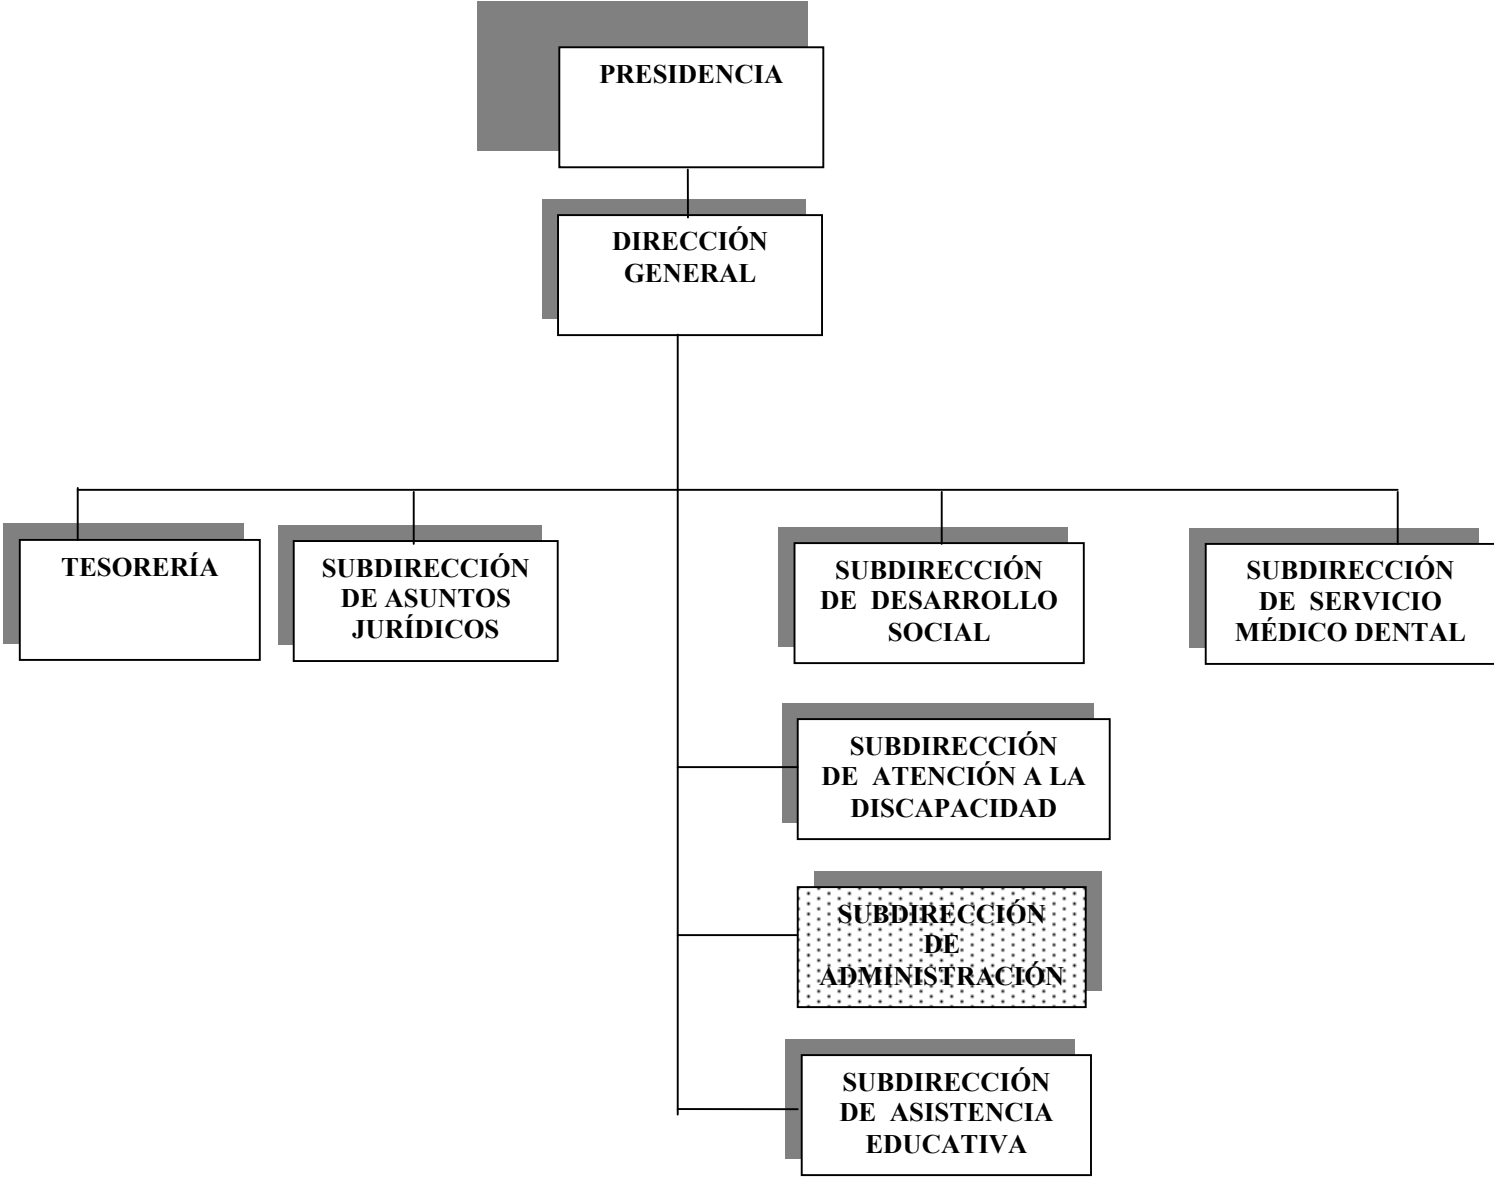 PRESIDENCIA
DIRECCIÓN
GENERAL
TESORERÍA
SUBDIRECCIÓN
DE ASUNTOS
JURÍDICOS
SUBDIRECCIÓN
DE DESARROLLO
SOCIAL
SUBDIRECCIÓN
DE SERVICIO
MÉDICO DENTAL
SUBDIRECCIÓN
DE ATENCIÓN A LA
DISCAPACIDAD
SUBDIRECCIÓN
DE
ADMINISTRACIÓN
SUBDIRECCIÓN
DE ASISTENCIA
EDUCATIVA